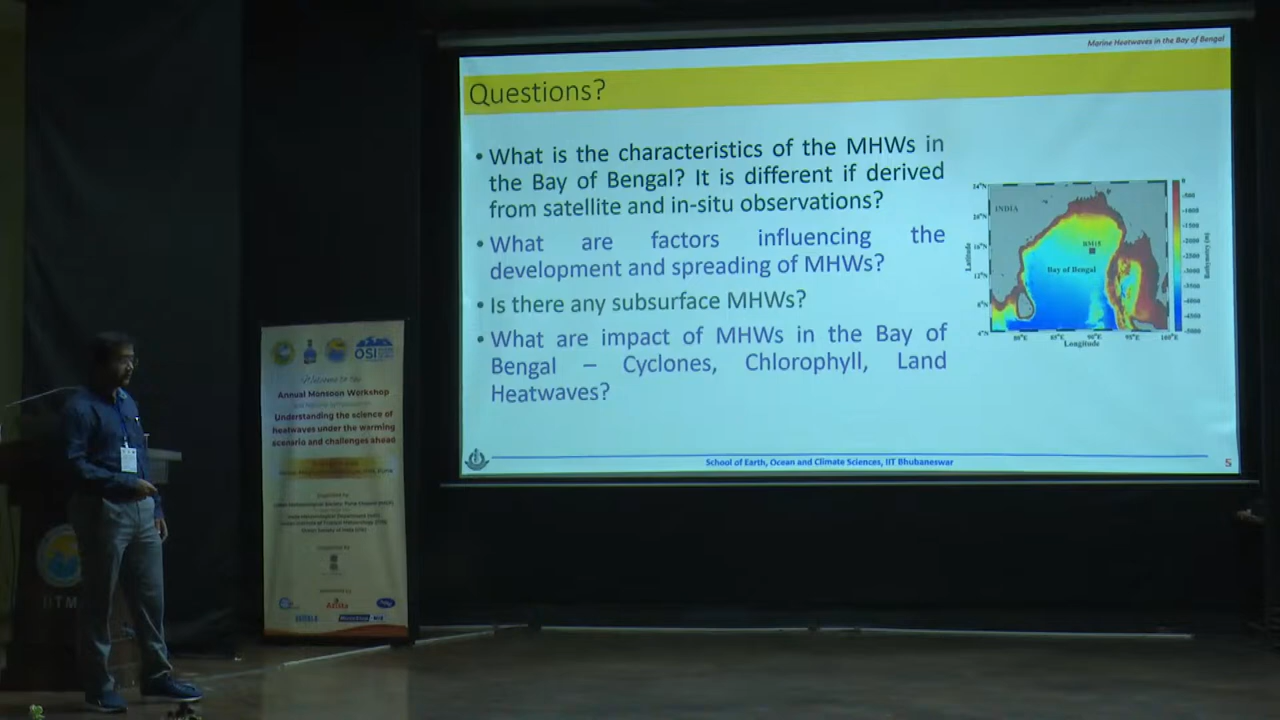 Marine Heatwaves in the Bay of Bengal
Questions?
• What is the characteristics of the MHWs in
the Bay of Bengal? It is different if derived
from satellite and in-situ observations?
• What are factors influencing the
development and spreading of MHWs?
• Is there any subsurface MHWs?
• What are impact of MHWs in the Bay of
Bengal – Cyclones, Chlorophyll, Land
Heatwaves?
INDIA
Bay of Bengal
Latitude
Longitude
Bathymetry (m)
School of Earth, Ocean and Climate Sciences, IIT Bhubaneswar
5
OSI
Annual Monsoon Workshop
Understanding the science of
heatwaves under the warming
scenario and challenges ahead
IITM